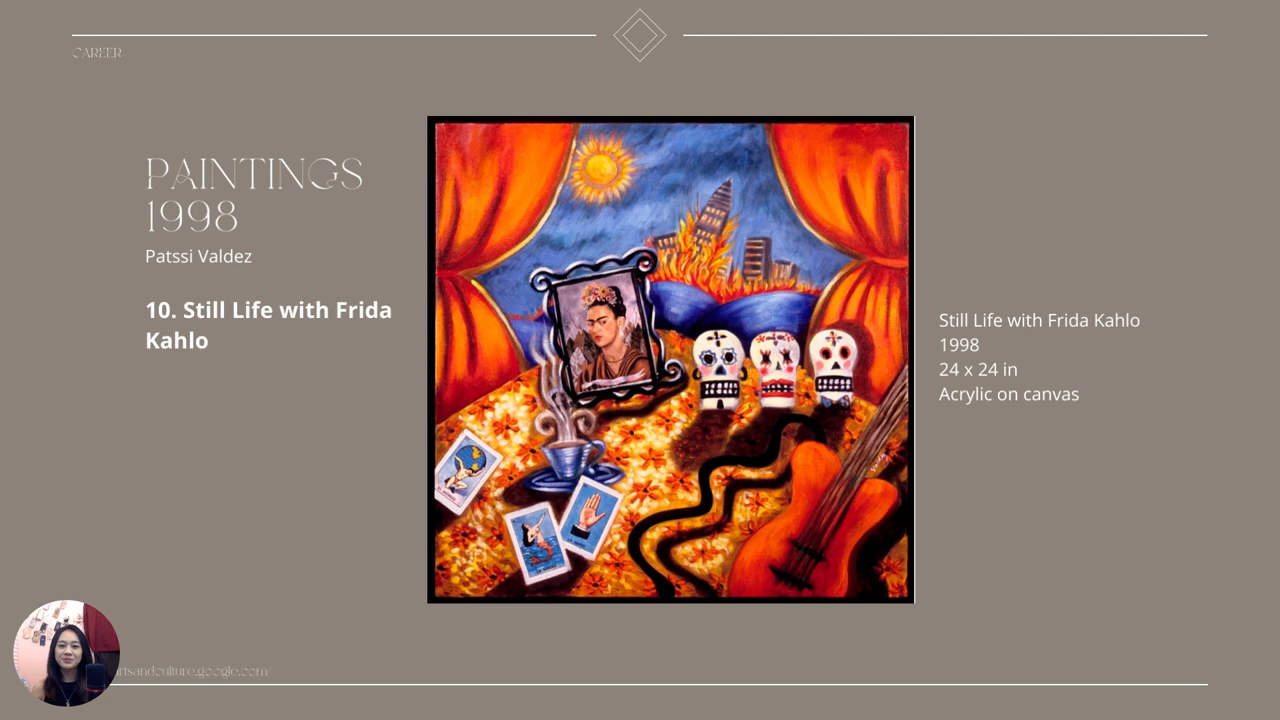 CAREER
PAINTINGS
1998
Patssi Valdez
10. Still Life with Frida
Kahlo
Still Life with Frida Kahlo
1998
24 x 24 in
Acrylic on canvas
artsandculture.google.com/